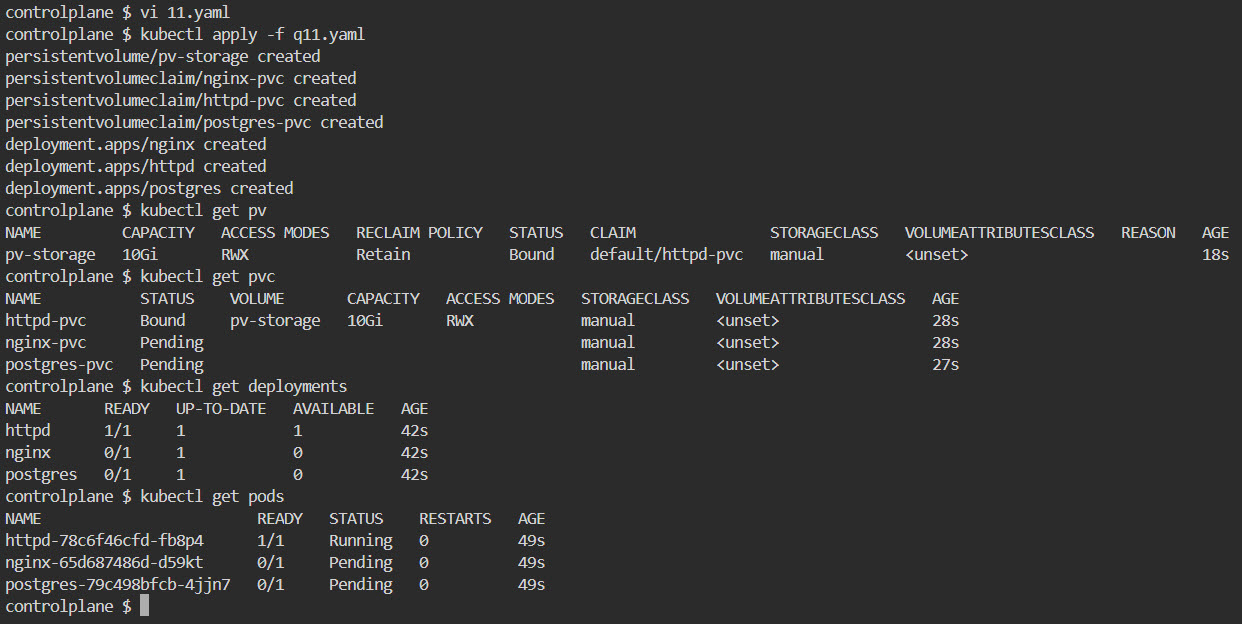 controlplane $ vi 11.yaml
controlplane $ kubectl apply -f q11.yaml
persistentvolume/pv-storage created
persistentvolumeclaim/nginx-pvc created
persistentvolumeclaim/httpd-pvc created
persistentvolumeclaim/postgres-pvc created
deployment.apps/nginx created
deployment.apps/httpd created
deployment.apps/postgres created
controlplane $ kubectl get pv
NAME         CAPACITY   ACCESS MODES   RECLAIM POLICY   STATUS   CLAIM               STORAGECLASS   VOLUMEATTRIBUTESCLASS   REASON   AGE
pv-storage   10Gi       RWX            Retain           Bound    default/httpd-pvc   manual         <unset>                          18s
controlplane $ kubectl get pvc
NAME           STATUS    VOLUME       CAPACITY   ACCESS MODES   STORAGECLASS   VOLUMEATTRIBUTESCLASS   AGE
httpd-pvc      Bound     pv-storage   10Gi       RWX            manual         <unset>                 28s
nginx-pvc      Pending                                          manual         <unset>                 28s
postgres-pvc   Pending                                          manual         <unset>                 27s
controlplane $ kubectl get deployments
NAME       READY   UP-TO-DATE   AVAILABLE   AGE
httpd      1/1     1            1           42s
nginx      0/1     1            0           42s
postgres   0/1     1            0           42s
controlplane $ kubectl get pods
NAME                        READY   STATUS    RESTARTS   AGE
httpd-78c6f46cfd-fb8p4      1/1     Running   0          49s
nginx-65d687486d-d59kt      0/1     Pending   0          49s
postgres-79c498bfcb-4jjn7   0/1     Pending   0          49s
controlplane $